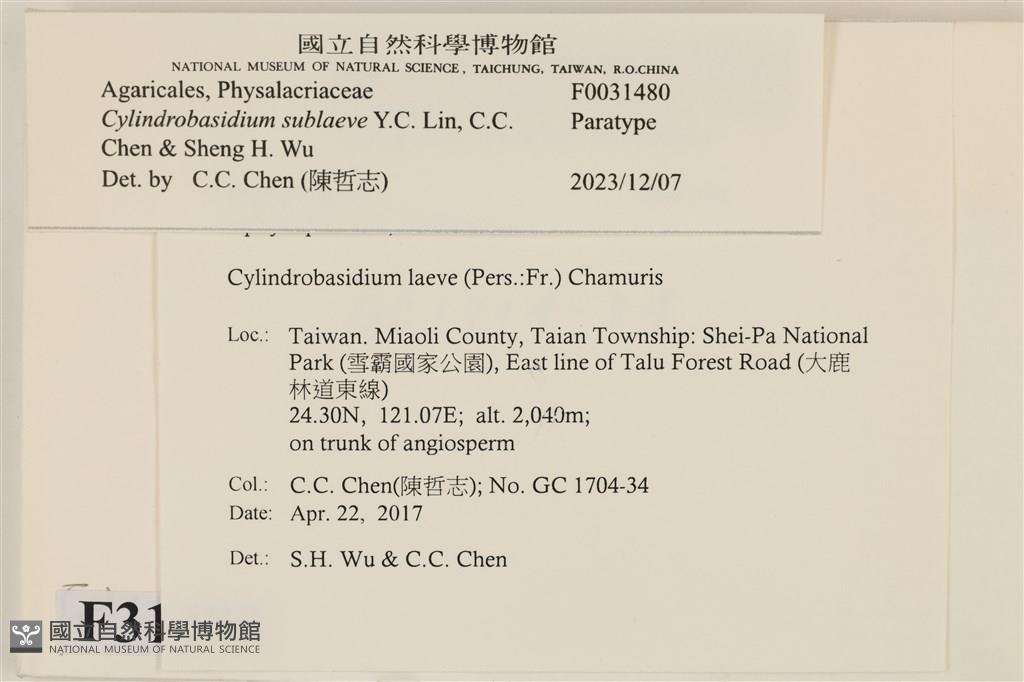 國立自然科學博物館
NATIONAL MUSEUM OF NATURAL SCIENCE, TAICHUNG, TAIWAN, R.O.CHINA
Agaricales, Physalacriaceae F0031480
Cylindrobasidium sublaeve Y.C. Lin, C.C. Paratype
Chen & Sheng H. Wu
Det. by C.C. Chen (陳哲志) 2023/12/07
Cylindrobasidium laeve (Pers.:Fr.) Chamuris
Loc.: Taiwan. Miaoli County, Taian Township: Shei-Pa National
Park (雪霸國家公園), East line of Talu Forest Road (大鹿
林道東線)
24.30N, 121.07E; alt. 2,040m;
on trunk of angiosperm
Col.: C.C. Chen(陳哲志); No. GC 1704-34
Date: Apr. 22, 2017
Det.: S.H. Wu & C.C. Chen
F31
國立自然科學博物館
NATIONAL MUSEUM OF NATURAL SCIENCE